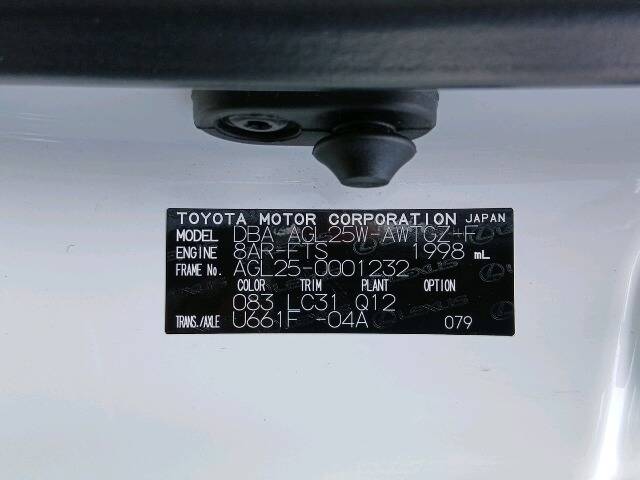 TOYOTA MOTOR CORPORATION JAPAN
MODEL DBA-AGL25W-AWTGZ+F
ENGINE 8AR-FTS 1998 mL
FRAME No. AGL25-0001232
COLOR TRIM PLANT OPTION
083 LC31 Q12
TRANS./AXLE U661F -04A 079
LEXUS